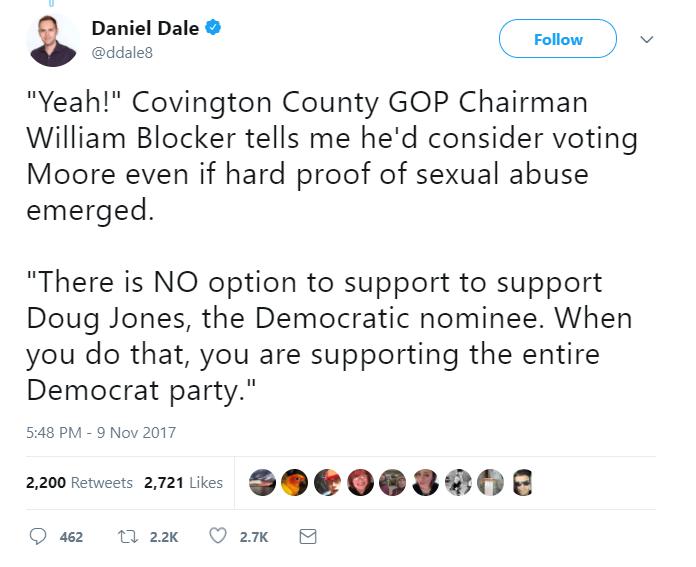 Daniel Dale
@ddale8
Follow
"Yeah!" Covington County GOP Chairman
William Blocker tells me he'd consider voting
Moore even if hard proof of sexual abuse
emerged.
"There is NO option to support to support
Doug Jones, the Democratic nominee. When
you do that, you are supporting the entire
Democrat party."
5:48 PM - 9 Nov 2017
2,200 Retweets 2,721 Likes
462 2.2K 2.7K